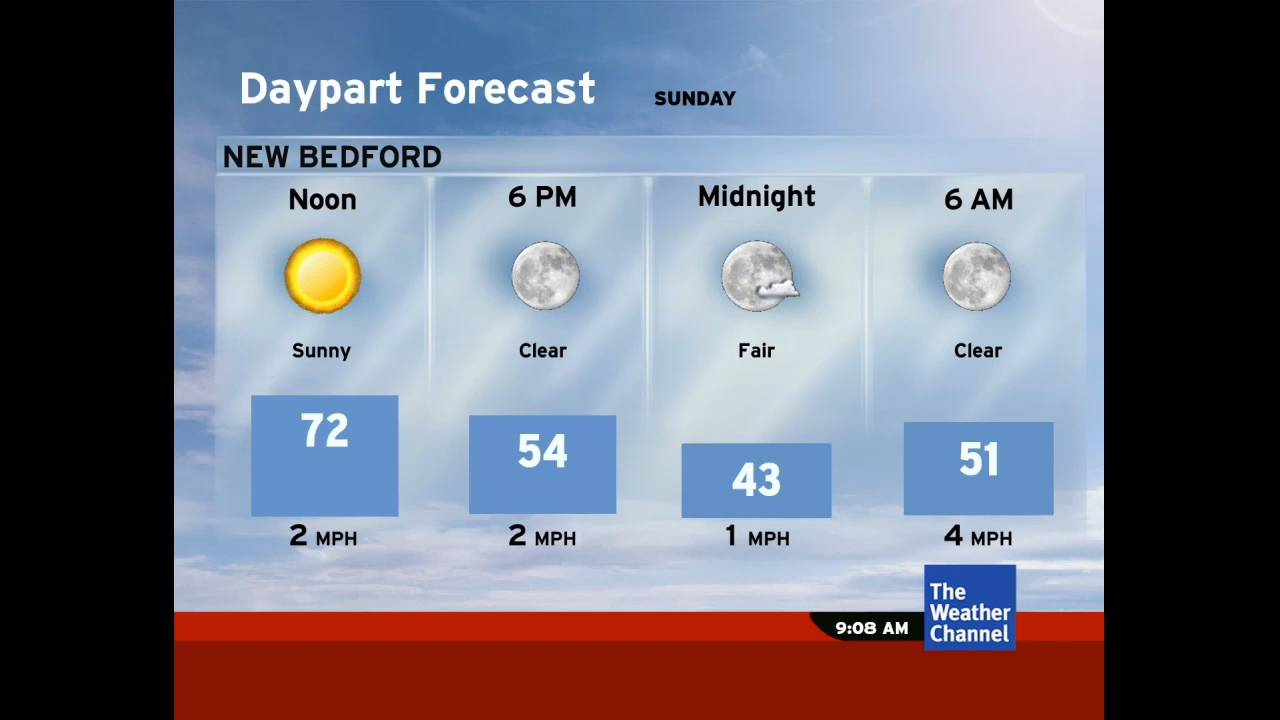 Daypart Forecast SUNDAY
NEW BEDFORD
Noon 6 PM Midnight 6 AM
Sunny Clear Fair Clear
72 54 43 51
2 MPH 2 MPH 1 MPH 4 MPH
9:08 AM
The
Weather
Channel